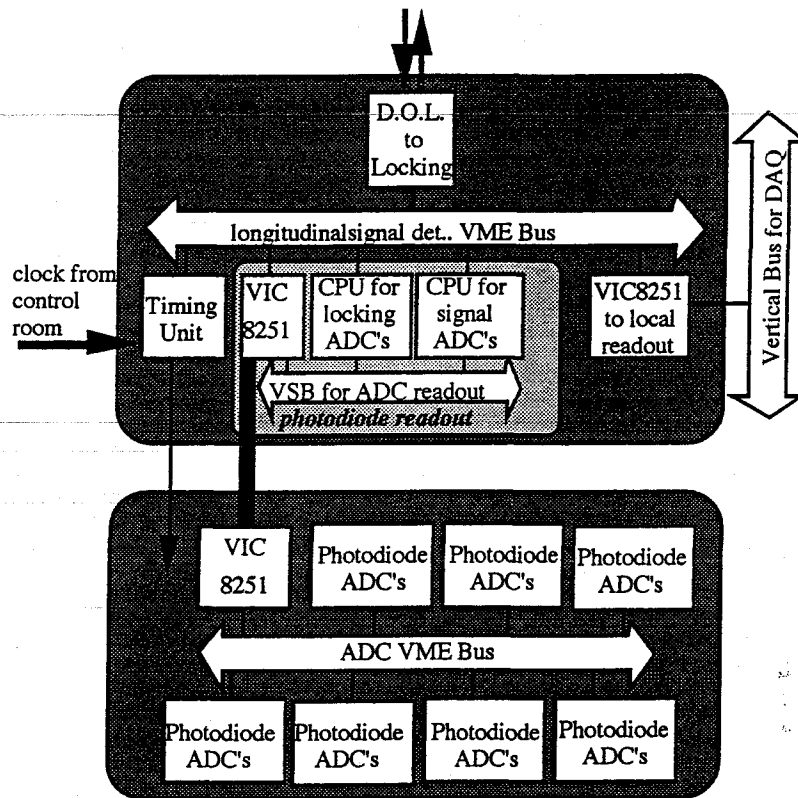 D.O.L.
to
Locking
longitudinalsignal det.. VME Bus
Vertical Bus for DAQ
clock from
control
room
Timing
Unit
VIC
8251
CPU for
locking
ADC's
CPU for
signal
ADC's
VIC8251
to local
readout
VSB for ADC readout
photodiode readout
VIC
8251
Photodiode
ADC's
Photodiode
ADC's
Photodiode
ADC's
ADC VME Bus
Photodiode
ADC's
Photodiode
ADC's
Photodiode
ADC's
Photodiode
ADC's